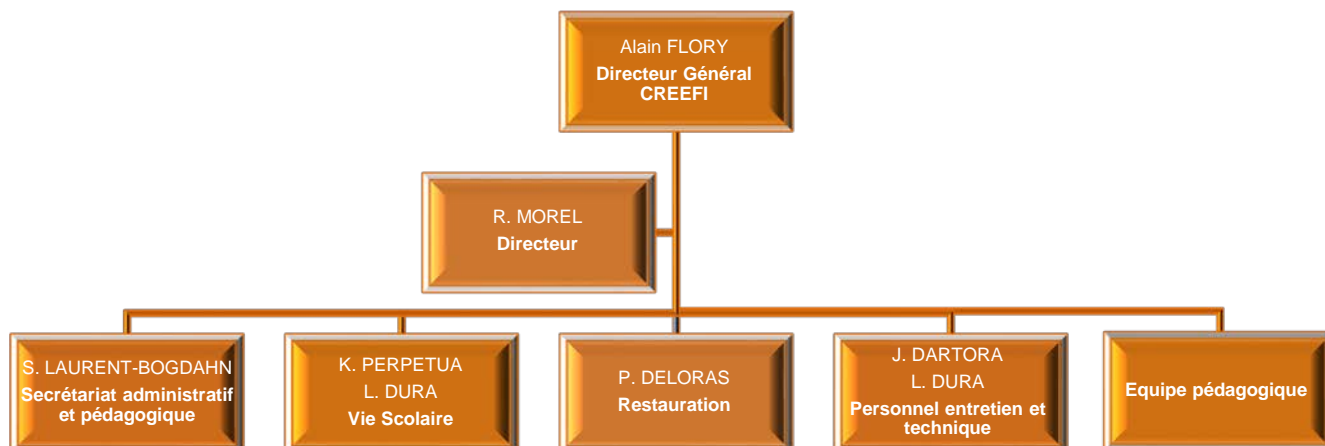 Alain FLORY
Directeur Général
CREEFI
R. MOREL
Directeur
S. LAURENT-BOGDAHN
Secrétariat administratif
et pédagogique
K. PERPETUA
L. DURA
Vie Scolaire
P. DELORAS
Restauration
J. DARTORA
L. DURA
Personnel entretien et
technique
Equipe pédagogique